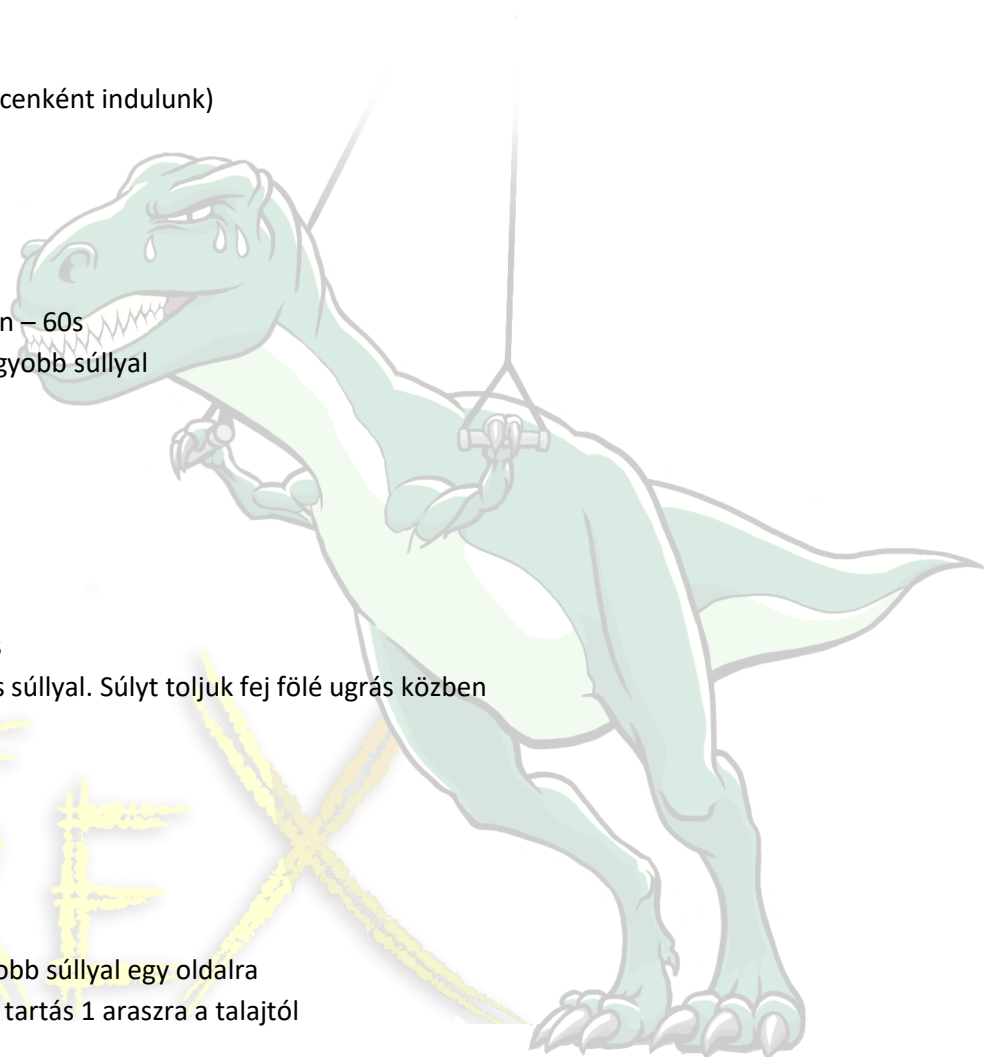 cenként indulunk)
n – 60s
gyobb súllyal
s súllyal. Súlyt toljuk fej fölé ugrás közben
EX
obb súllyal egy oldalra
tartás 1 araszra a talajtól